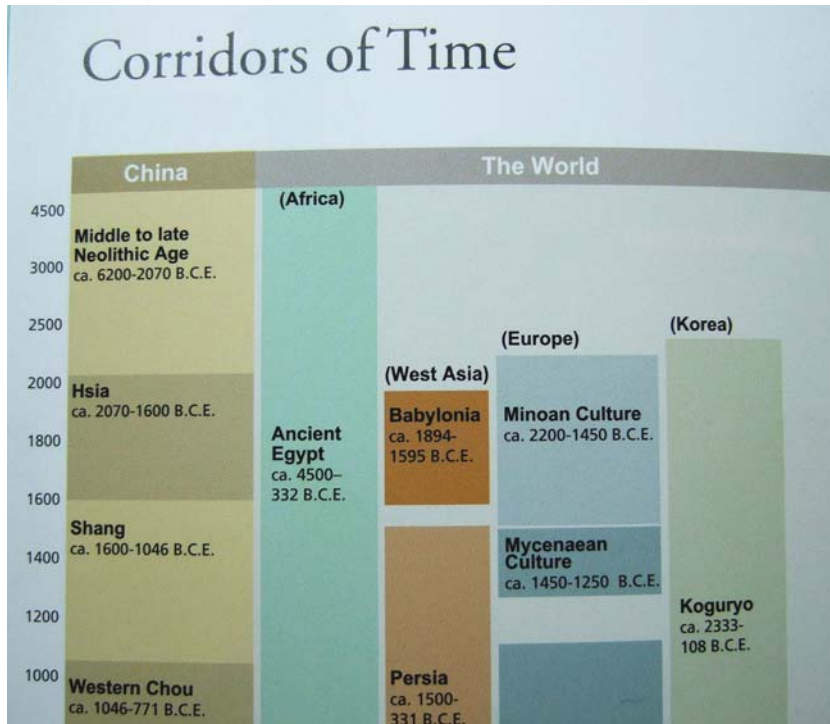 Corridors of Time
China
The World
4500
3000
2500
2000
1800
1600
1400
1200
1000
Middle to late
Neolithic Age
ca. 6200-2070 B.C.E.
Hsia
ca. 2070-1600 B.C.E.
Shang
ca. 1600-1046 B.C.E.
Western Chou
ca. 1046-771 B.C.E.
(Africa)
Ancient
Egypt
ca. 4500–
332 B.C.E.
(West Asia)
Babylonia
ca. 1894-
1595 B.C.E.
Persia
ca. 1500-
331 B.C.E.
(Europe)
Minoan Culture
ca. 2200-1450 B.C.E.
Mycenaean
Culture
ca. 1450-1250 B.C.E.
(Korea)
Koguryo
ca. 2333-
108 B.C.E.